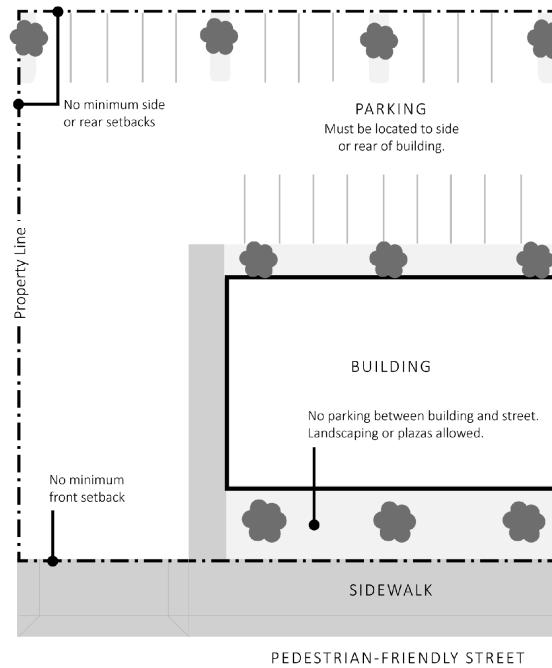 No minimum side
or rear setbacks
PARKING
Must be located to side
or rear of building.
Property Line
BUILDING
No parking between building and street.
Landscaping or plazas allowed.
No minimum
front setback
SIDEWALK
PEDESTRIAN-FRIENDLY STREET